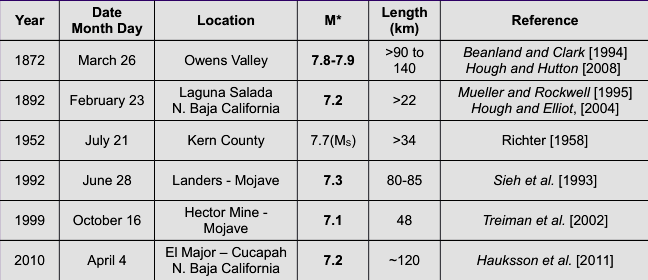 Year Date Month Day Location M* Length (km) Reference
1872 March 26 Owens Valley 7.8-7.9 >90 to 140 Beanland and Clark [1994] Hough and Hutton [2008]
1892 February 23 Laguna Salada N. Baja California 7.2 >22 Mueller and Rockwell [1995] Hough and Elliot, [2004]
1952 July 21 Kern County 7.7(Ms) >34 Richter [1958]
1992 June 28 Landers - Mojave 7.3 80-85 Sieh et al. [1993]
1999 October 16 Hector Mine - Mojave 7.1 48 Treiman et al. [2002]
2010 April 4 El Major – Cucapah N. Baja California 7.2 ~120 Hauksson et al. [2011]